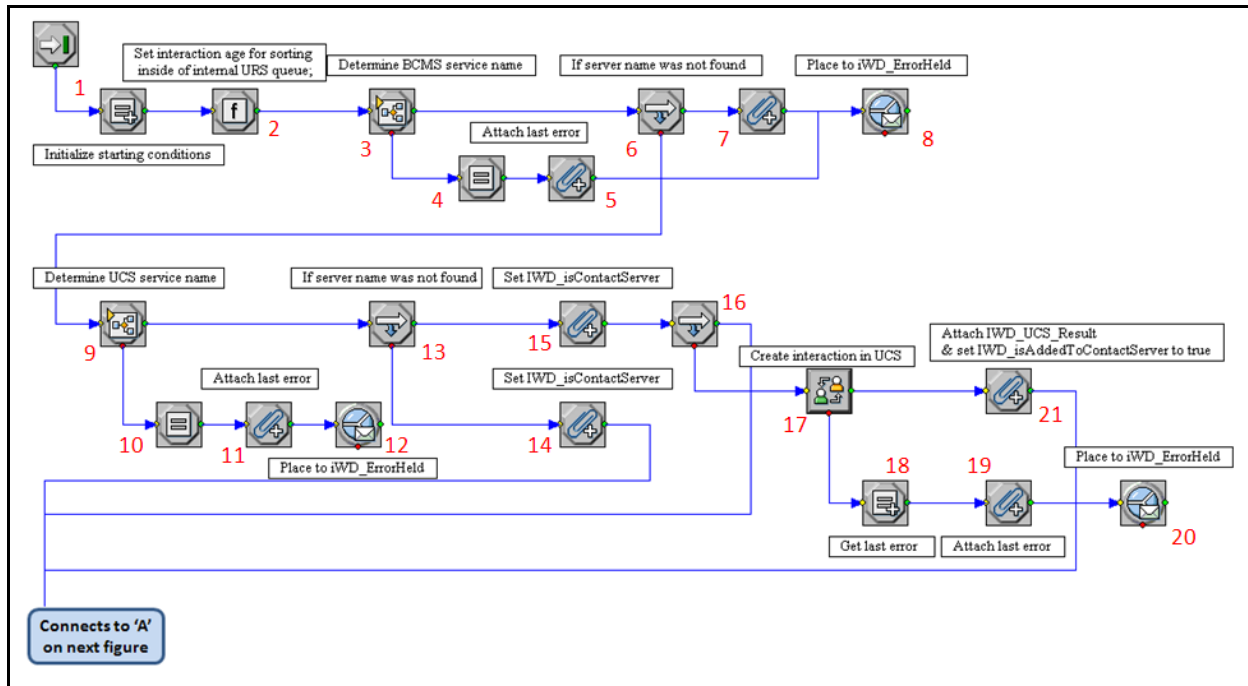 Set interaction age for sorting
inside of internal URS queue;
Determine BCMS service name
If server name was not found
Place to iWD_ErrorHeld
1
f
2
3
6
7
8
Initialize starting conditions
Attach last error
4
5
Determine UCS service name
If server name was not found
Set IWD_isContactServer
16
9
13
15
Attach IWD_UCS_Result
& set IWD_isAddedToContactServer to true
Create interaction in UCS
Attach last error
Set IWD_isContactServer
17
21
10
11
12
14
Place to iWD_ErrorHeld
18
19
Place to iWD_ErrorHeld
20
Get last error
Attach last error
Connects to 'A'
on next figure